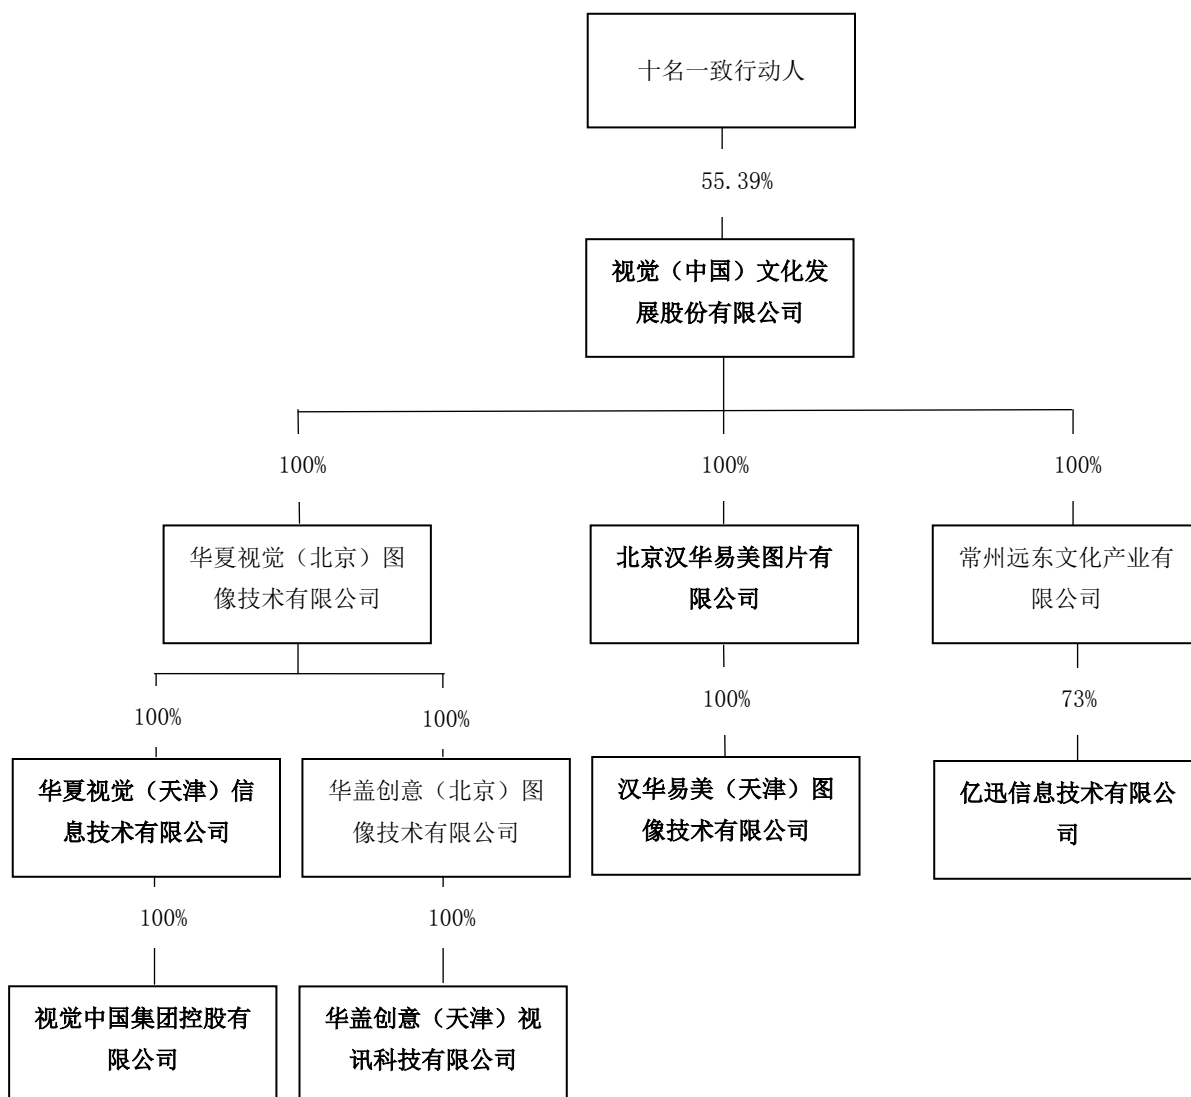 十名一致行动人
55.39%
视觉（中国）文化发
展股份有限公司
100%
100%
100%
华夏视觉（北京）图
像技术有限公司
北京汉华易美图片有
限公司
常州远东文化产业有
限公司
100%
100%
100%
73%
华夏视觉（天津）信
息技术有限公司
华盖创意（北京）图
像技术有限公司
汉华易美（天津）图
像技术有限公司
亿迅信息技术有限公
司
100%
100%
视觉中国集团控股有
限公司
华盖创意（天津）视
讯科技有限公司